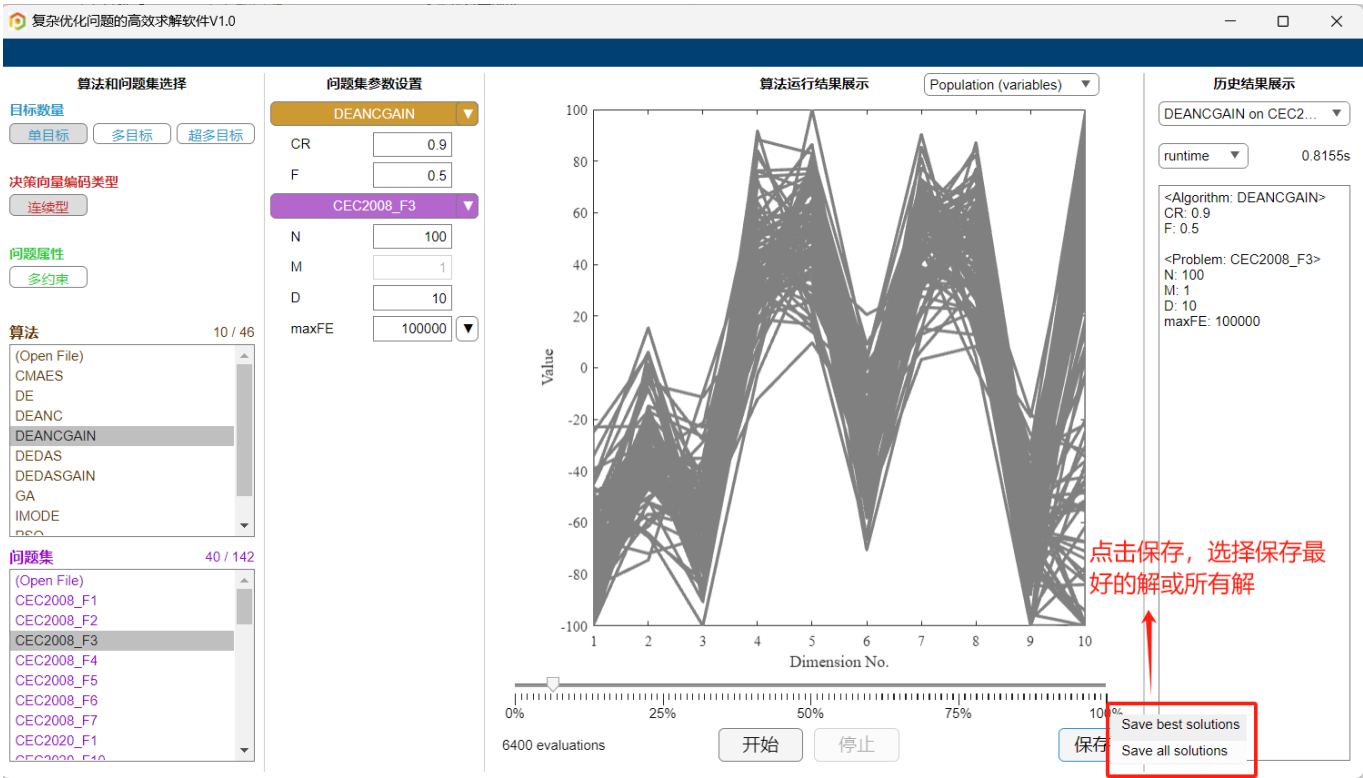 复杂优化问题的高效求解软件V1.0
算法和问题集选择
目标数量
单目标
多目标
超多目标
决策向量编码类型
连续型
问题属性
多约束
算法
10 / 46
(Open File)
CMAES
DE
DEANC
DEANCGAIN
DEDAS
DEDASGAIN
GA
IMODE
PSO
问题集
40 / 142
(Open File)
CEC2008_F1
CEC2008_F2
CEC2008_F3
CEC2008_F4
CEC2008_F5
CEC2008_F6
CEC2008_F7
CEC2020_F1
CEC2020_F10
问题集参数设置
DEANCGAIN
CR 0.9
F 0.5
CEC2008_F3
N 100
M 1
D 10
maxFE 100000
算法运行结果展示
Population (variables)
100
80
60
40
20
0
-20
-40
-60
-80
-100
Value
1 2 3 4 5 6 7 8 9 10
Dimension No.
0% 25% 50% 75% 100%
6400 evaluations
开始
停止
保存
Save best solutions
Save all solutions
点击保存，选择保存最
好的解或所有解
历史结果展示
DEANCGAIN on CEC2...
runtime
0.8155s
<Algorithm: DEANCGAIN>
CR: 0.9
F: 0.5
<Problem: CEC2008_F3>
N: 100
M: 1
D: 10
maxFE: 100000